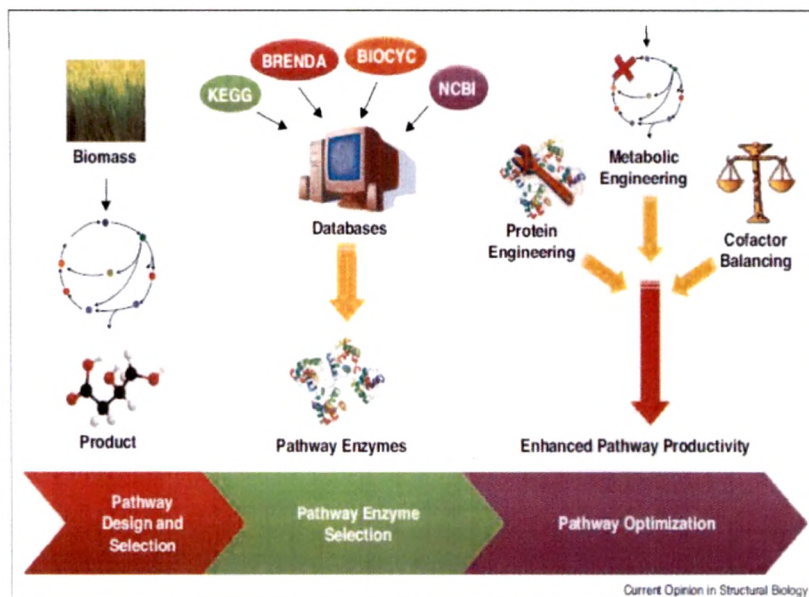 Biomass
Product
KEGG
BRENDA
BIOCYC
NCBI
Databases
Pathway Enzymes
Metabolic
Engineering
Protein
Engineering
Cofactor
Balancing
Enhanced Pathway Productivity
Pathway
Design and
Selection
Pathway Enzyme
Selection
Pathway Optimization
Current Opinion in Structural Biology